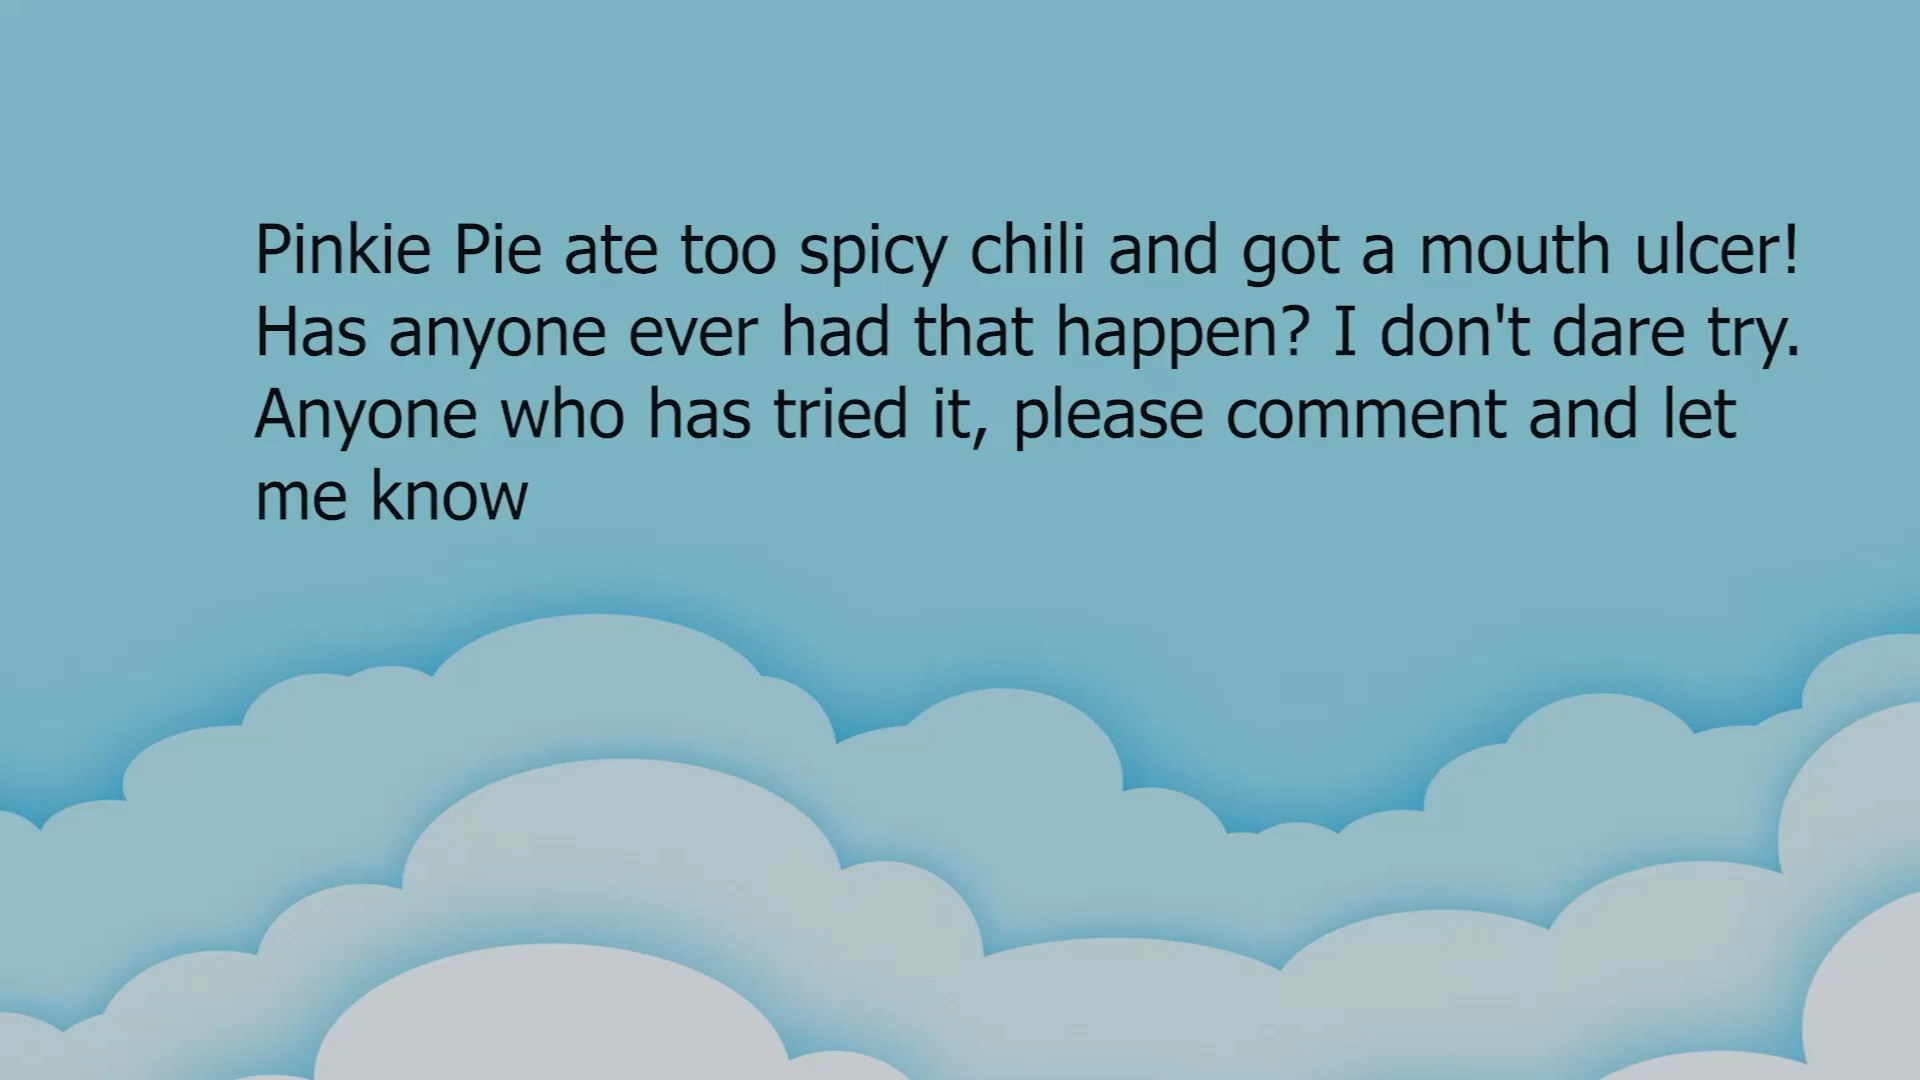 Pinkie Pie ate too spicy chili and got a mouth ulcer!
Has anyone ever had that happen? I don't dare try.
Anyone who has tried it, please comment and let
me know